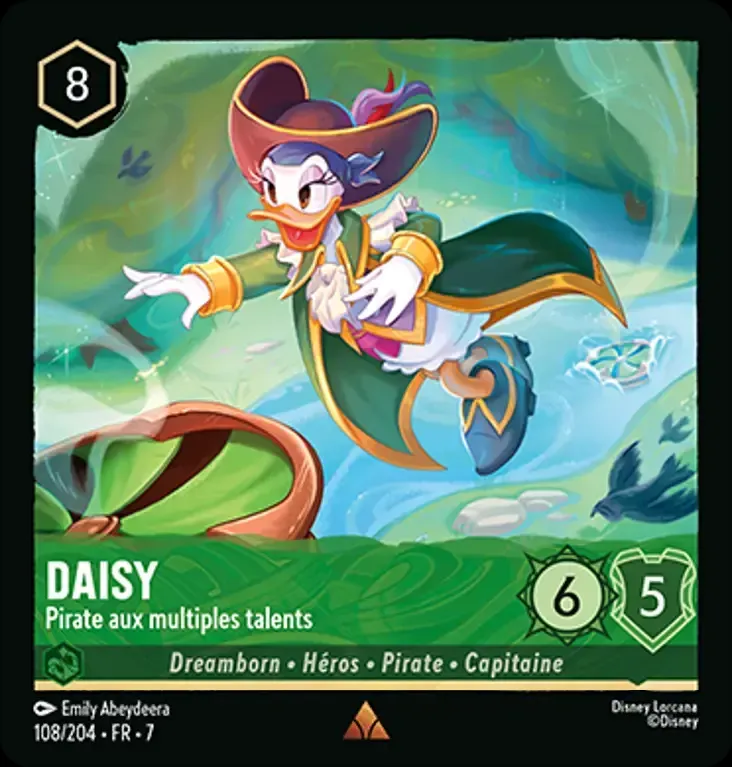 8
DAISY
Pirate aux multiples talents
6
5
Dreamborn • Héros • Pirate • Capitaine
Emily Abeydeera
108/204 • FR • 7
Disney Lorcana
©Disney